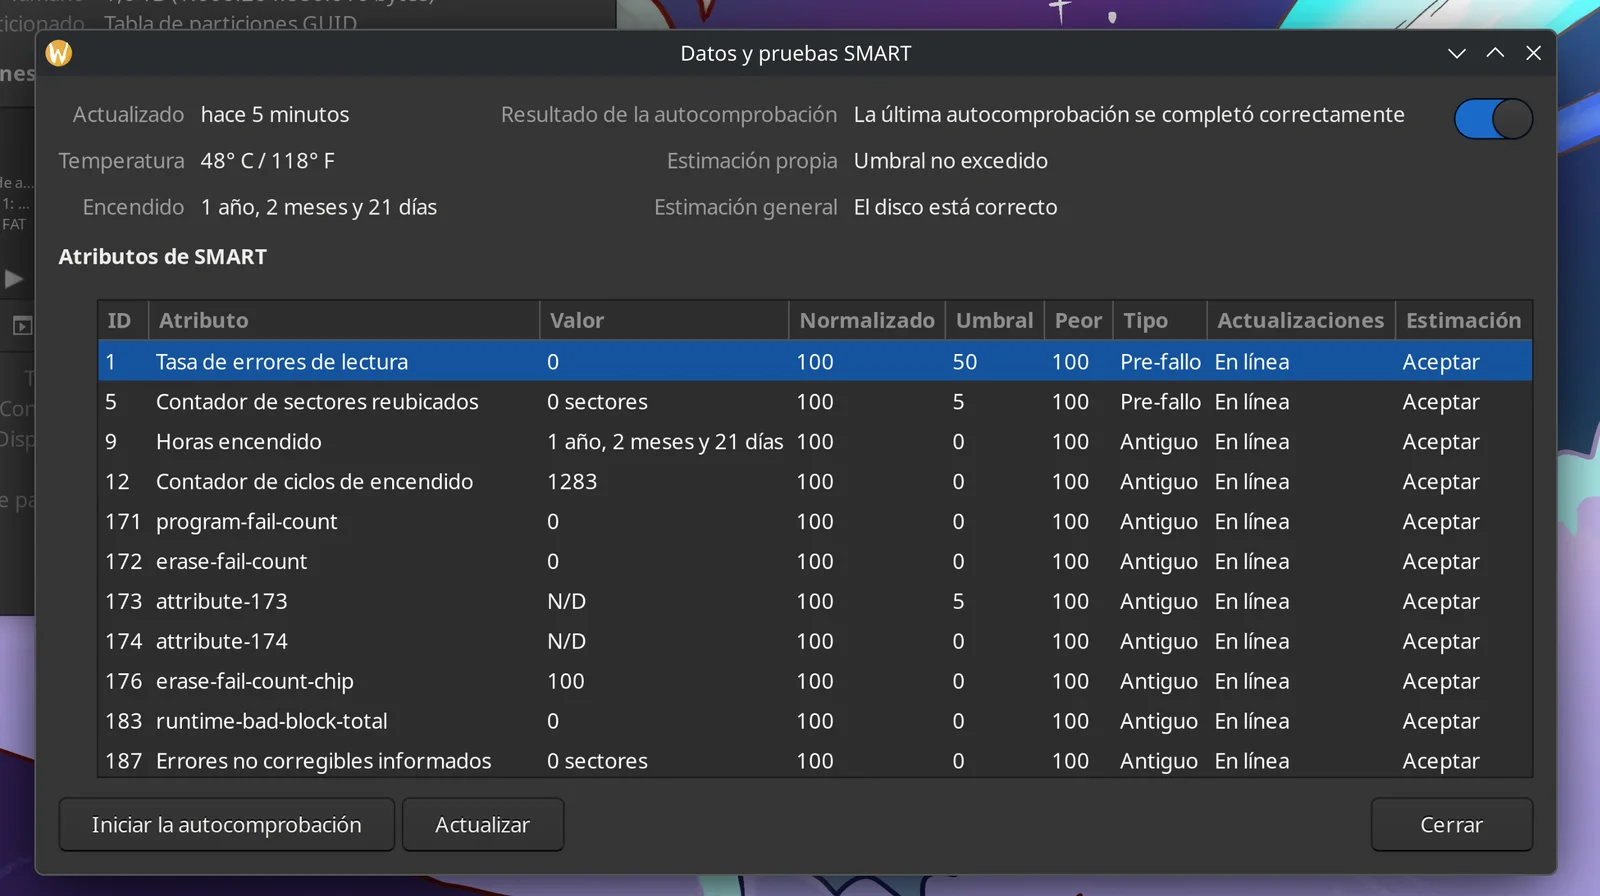 Tabla de particiones GUID
Datos y pruebas SMART
Actualizado hace 5 minutos Resultado de la autocomprobación La última autocomprobación se completó correctamente
Temperatura 48° C / 118° F Estimación propia Umbral no excedido
Encendido 1 año, 2 meses y 21 días Estimación general El disco está correcto
FAT
Atributos de SMART
ID Atributo Valor Normalizado Umbral Peor Tipo Actualizaciones Estimación
1 Tasa de errores de lectura 0 100 50 100 Pre-fallo En línea Aceptar
5 Contador de sectores reubicados 0 sectores 100 5 100 Pre-fallo En línea Aceptar
9 Horas encendido 1 año, 2 meses y 21 días 100 0 100 Antiguo En línea Aceptar
12 Contador de ciclos de encendido 1283 100 0 100 Antiguo En línea Aceptar
171 program-fail-count 0 100 0 100 Antiguo En línea Aceptar
172 erase-fail-count 0 100 0 100 Antiguo En línea Aceptar
173 attribute-173 N/D 100 5 100 Antiguo En línea Aceptar
174 attribute-174 N/D 100 0 100 Antiguo En línea Aceptar
176 erase-fail-count-chip 100 100 0 100 Antiguo En línea Aceptar
183 runtime-bad-block-total 0 100 0 100 Antiguo En línea Aceptar
187 Errores no corregibles informados 0 sectores 100 0 100 Antiguo En línea Aceptar
Iniciar la autocomprobación Actualizar Cerrar